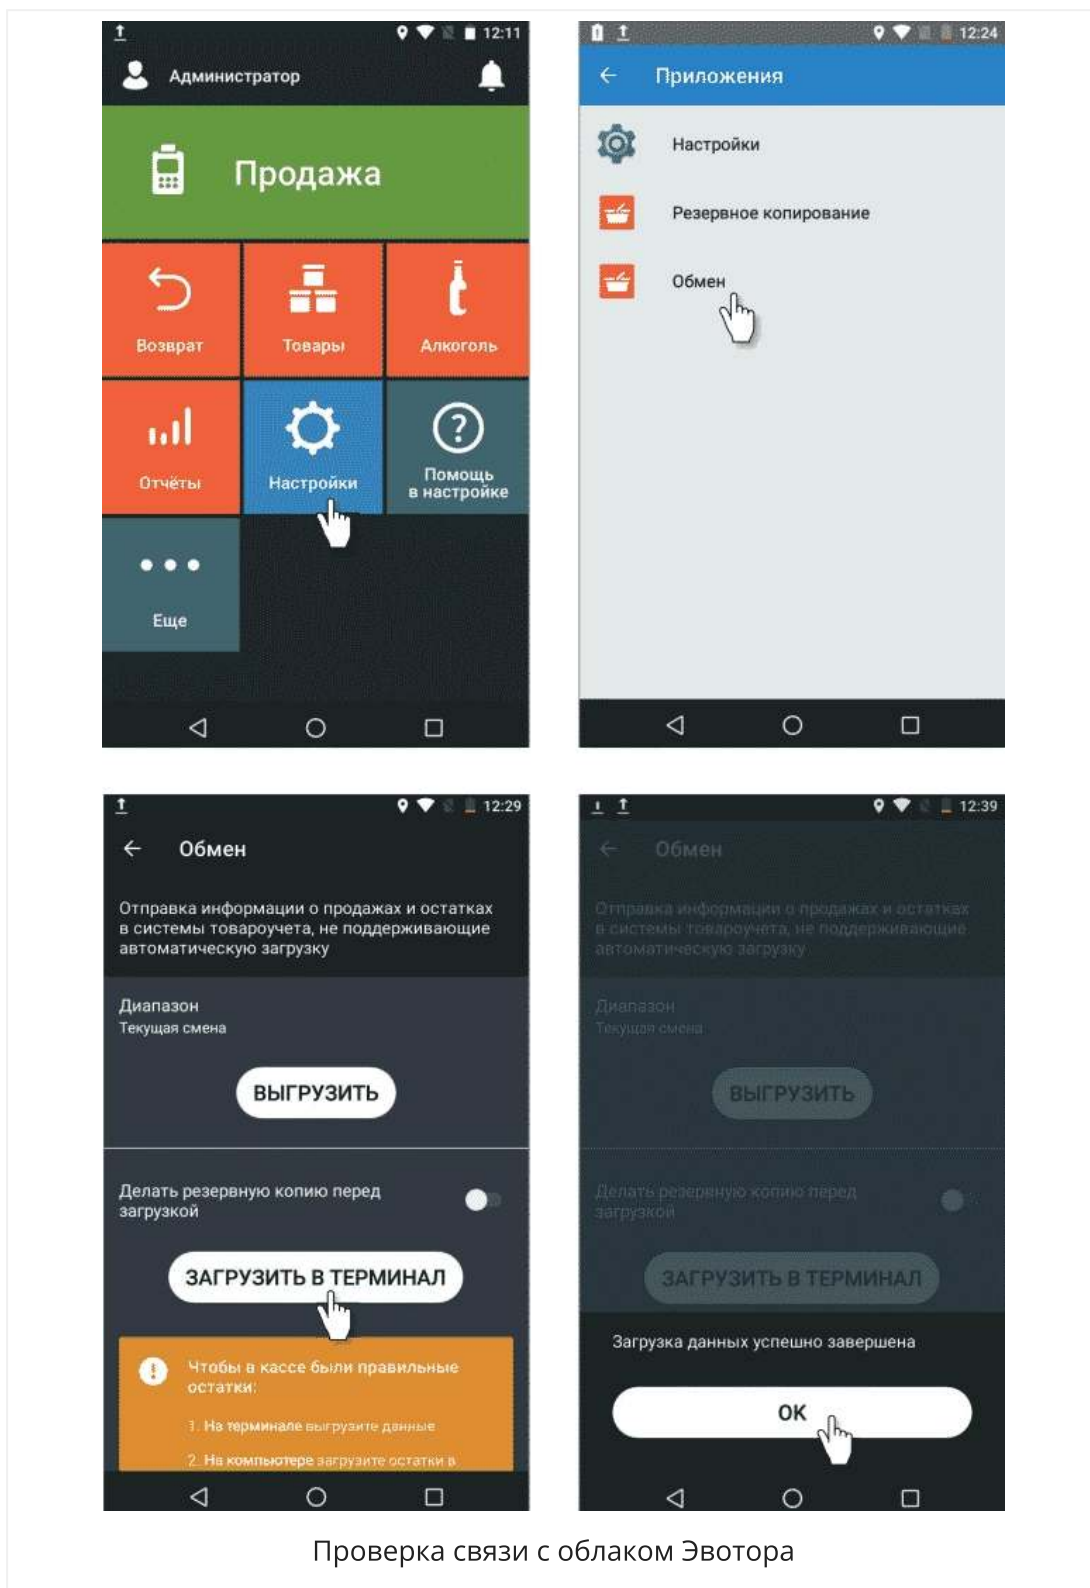 12:11
Администратор
Продажа
Возврат
Товары
Алкоголь
Отчёты
Настройки
Помощь
в настройке
Еще
12:24
Приложения
Настройки
Резервное копирование
Обмен
12:29
Обмен
Отправка информации о продажах и остатках
в системы товароучета, не поддерживающие
автоматическую загрузку
Диапазон
Текущая смена
ВЫГРУЗИТЬ
Делать резервную копию перед
загрузкой
ЗАГРУЗИТЬ В ТЕРМИНАЛ
Чтобы в кассе были правильные
остатки:
1. На терминале выгрузите данные
2. На компьютере загрузите остатки в
12:39
Обмен
Отправка информации о продажах и остатках
в системы товароучета, не поддерживающие
автоматическую загрузку
Диапазон
Текущая смена
ВЫГРУЗИТЬ
Делать резервную копию перед
загрузкой
ЗАГРУЗИТЬ В ТЕРМИНАЛ
Загрузка данных успешно завершена
ОК
Проверка связи с облаком Эвотора